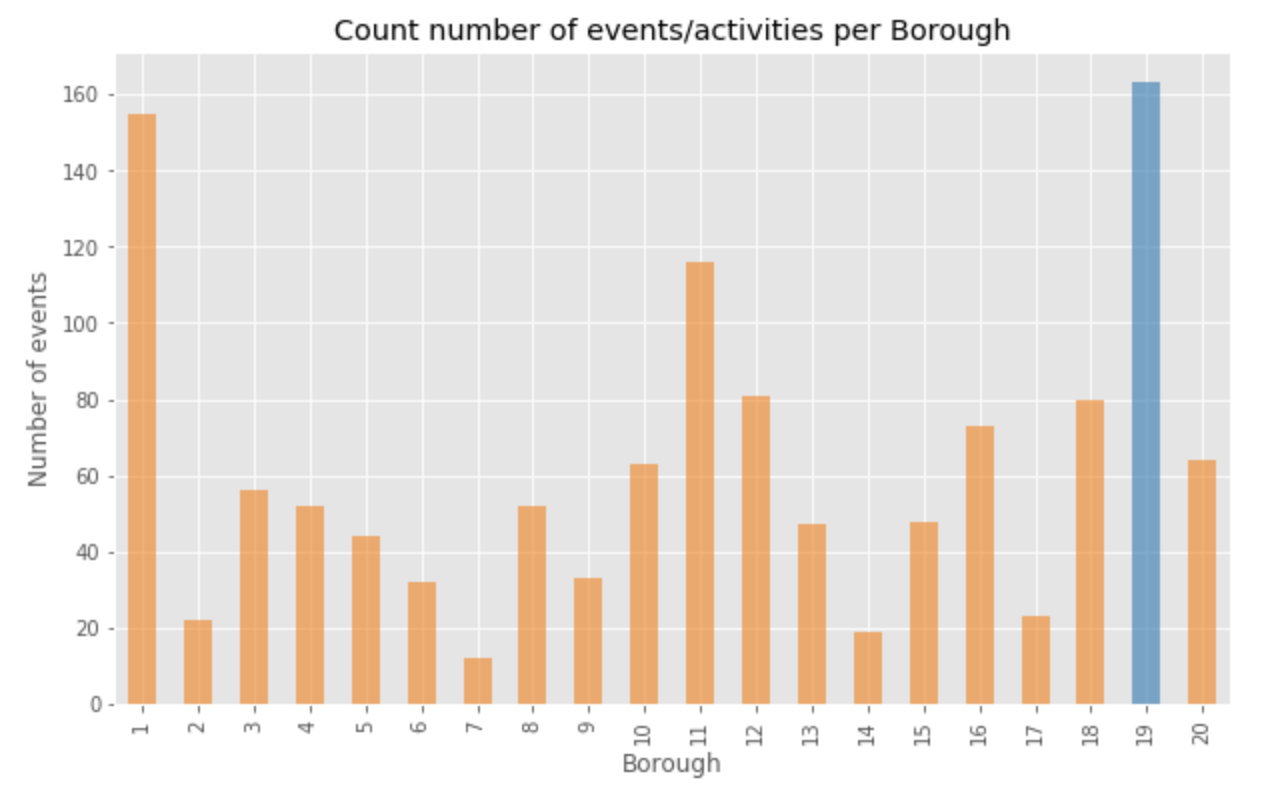 Count number of events/activities per Borough
Number of events
160
140
120
100
80
60
40
20
0
1 2 3 4 5 6 7 8 9 10 11 12 13 14 15 16 17 18 19 20
Borough